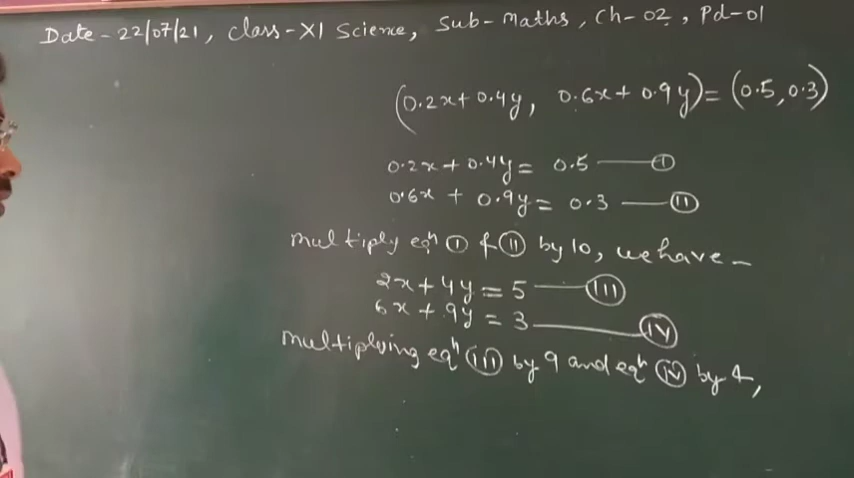 Date-22/07/21, Class-XI Science, Sub-Maths, Ch-02, Pd-01
(0.2x+0.4y, 0.6x+0.9y)=(0.5,0.3)
0.2x+0.4y=0.5—Ⓘ
0.6x+0.9y=0.3—Ⓘ Ⓘ
multiply eqⁿ Ⓘ & (II) by 10, we have-
2x+4y=5—(III)
6x+9y=3—(IV)
multiplying eqⁿ (III) by 9 and eqⁿ (IV) by 4,